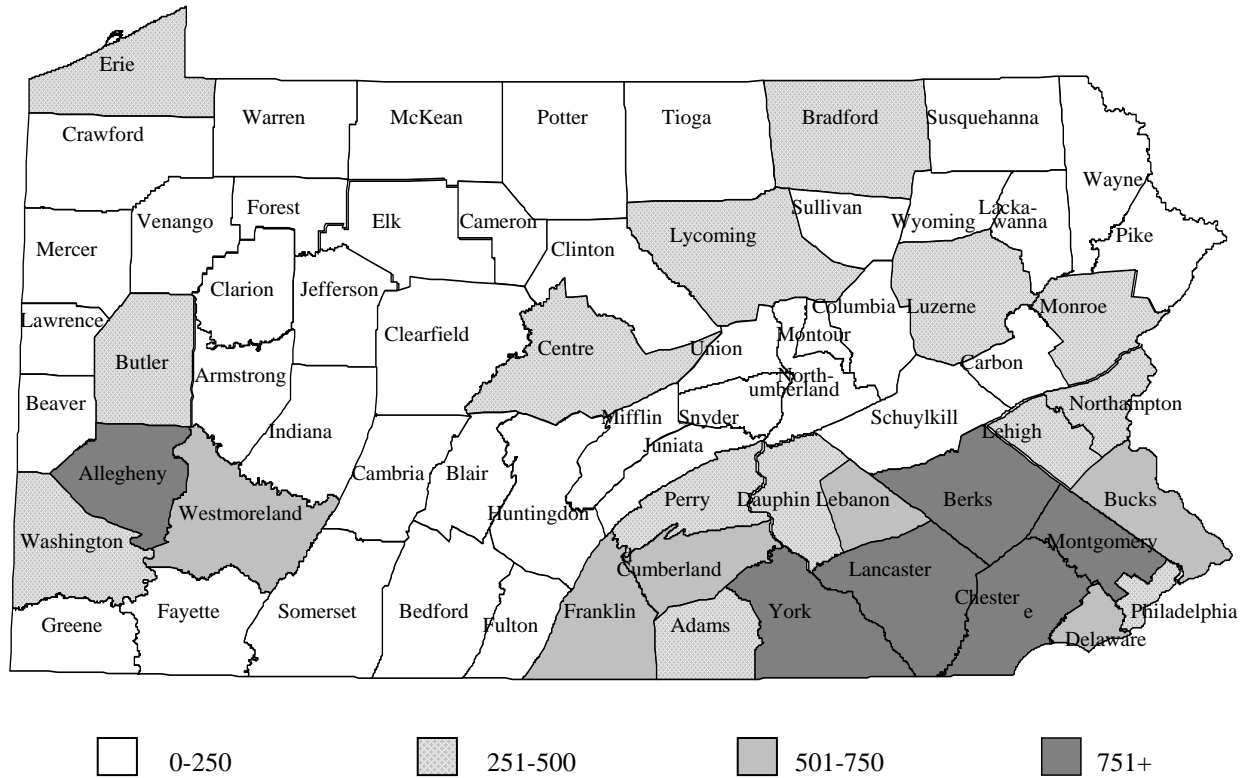 Erie
Crawford
Warren
McKean
Potter
Tioga
Bradford
Susquehanna
Wayne
Mercer
Venango
Forest
Elk
Cameron
Clinton
Lycoming
Sullivan
Wyoming
Lacka-
wanna
Pike
Lawrence
Clarion
Jefferson
Clearfield
Centre
Union
Montour
Columbia
Luzerne
Monroe
Carbon
Butler
Armstrong
North-
umberland
Beaver
Indiana
Mifflin
Snyder
Juniata
Schuylkill
Lehigh
Northampton
Allegheny
Westmoreland
Cambria
Blair
Huntingdon
Perry
Dauphin
Lebanon
Berks
Bucks
Washington
Cumberland
Lancaster
Montgomery
Greene
Fayette
Somerset
Bedford
Fulton
Franklin
Adams
York
Chester
e
Delaware
Philadelphia
0-250
251-500
501-750
751+